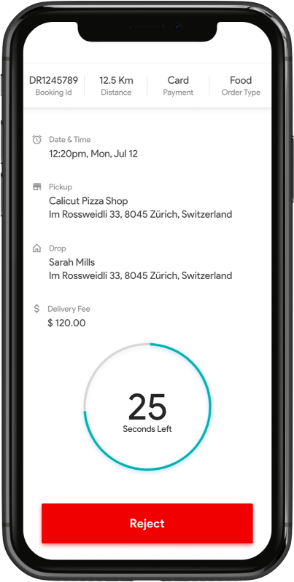 DR1245789 12.5 Km Card Food
Booking Id Distance Payment Order Type
Date & Time
12:20pm, Mon, Jul 12
Pickup
Calicut Pizza Shop
Im Rossweidli 33, 8045 Zürich, Switzerland
Drop
Sarah Mills
Im Rossweidli 33, 8045 Zürich, Switzerland
$ Delivery Fee
$ 120.00
25
Seconds Left
Reject